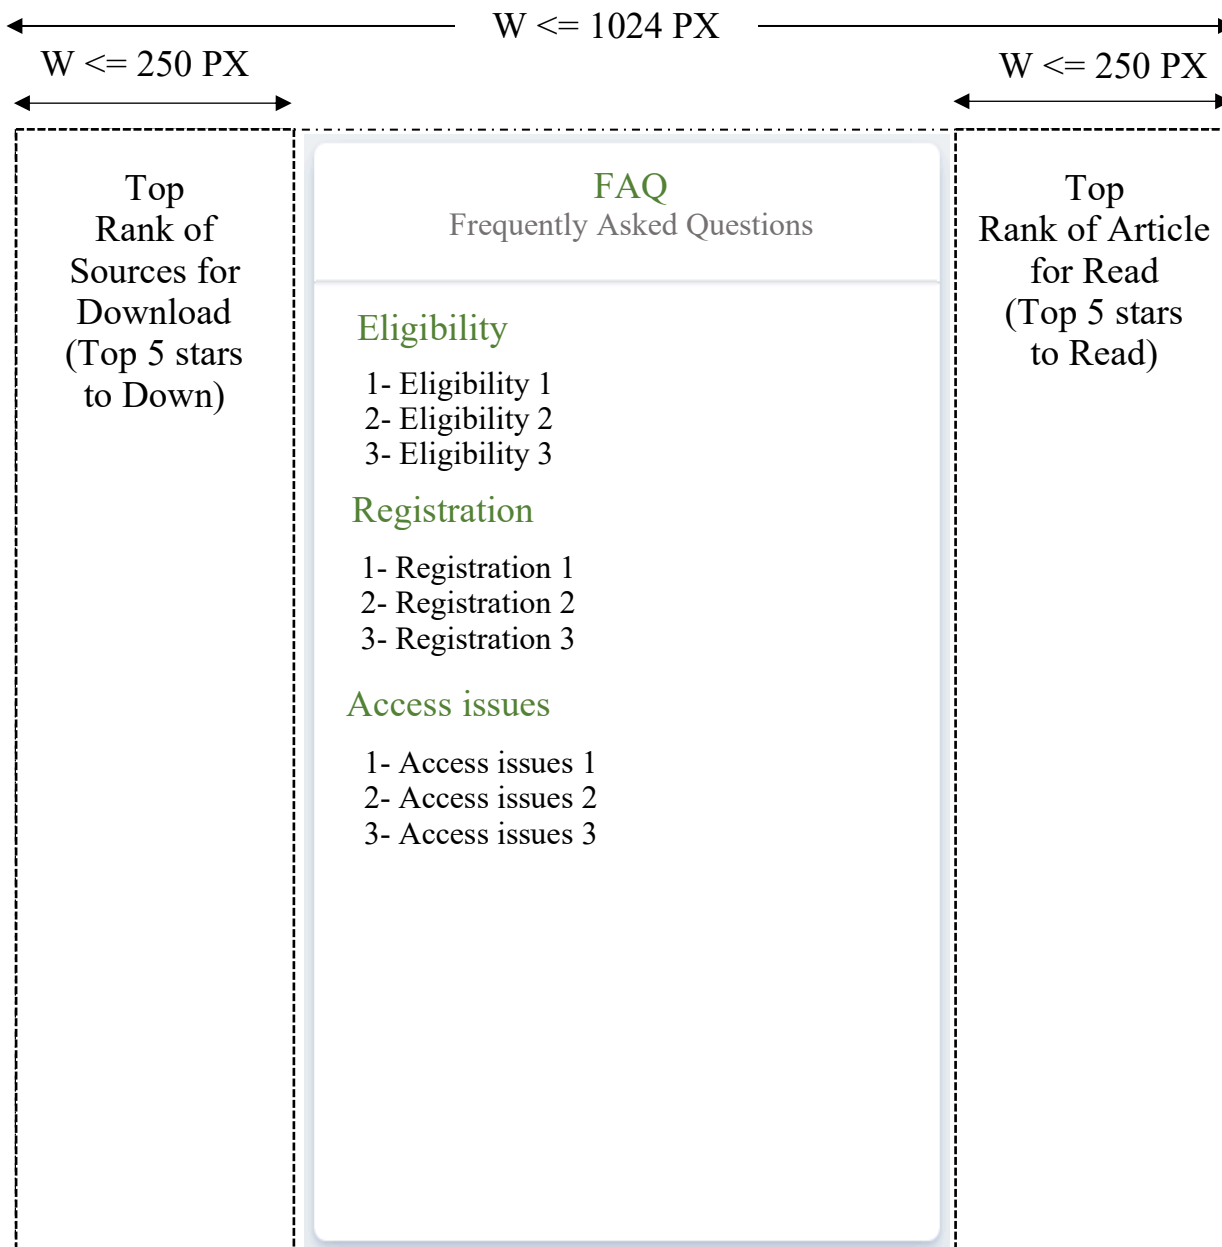 W <= 1024 PX
W <= 250 PX
W <= 250 PX
Top
Rank of
Sources for
Download
(Top 5 stars
to Down)
FAQ
Frequently Asked Questions
Eligibility
1- Eligibility 1
2- Eligibility 2
3- Eligibility 3
Registration
1- Registration 1
2- Registration 2
3- Registration 3
Access issues
1- Access issues 1
2- Access issues 2
3- Access issues 3
Top
Rank of Article
for Read
(Top 5 stars
to Read)